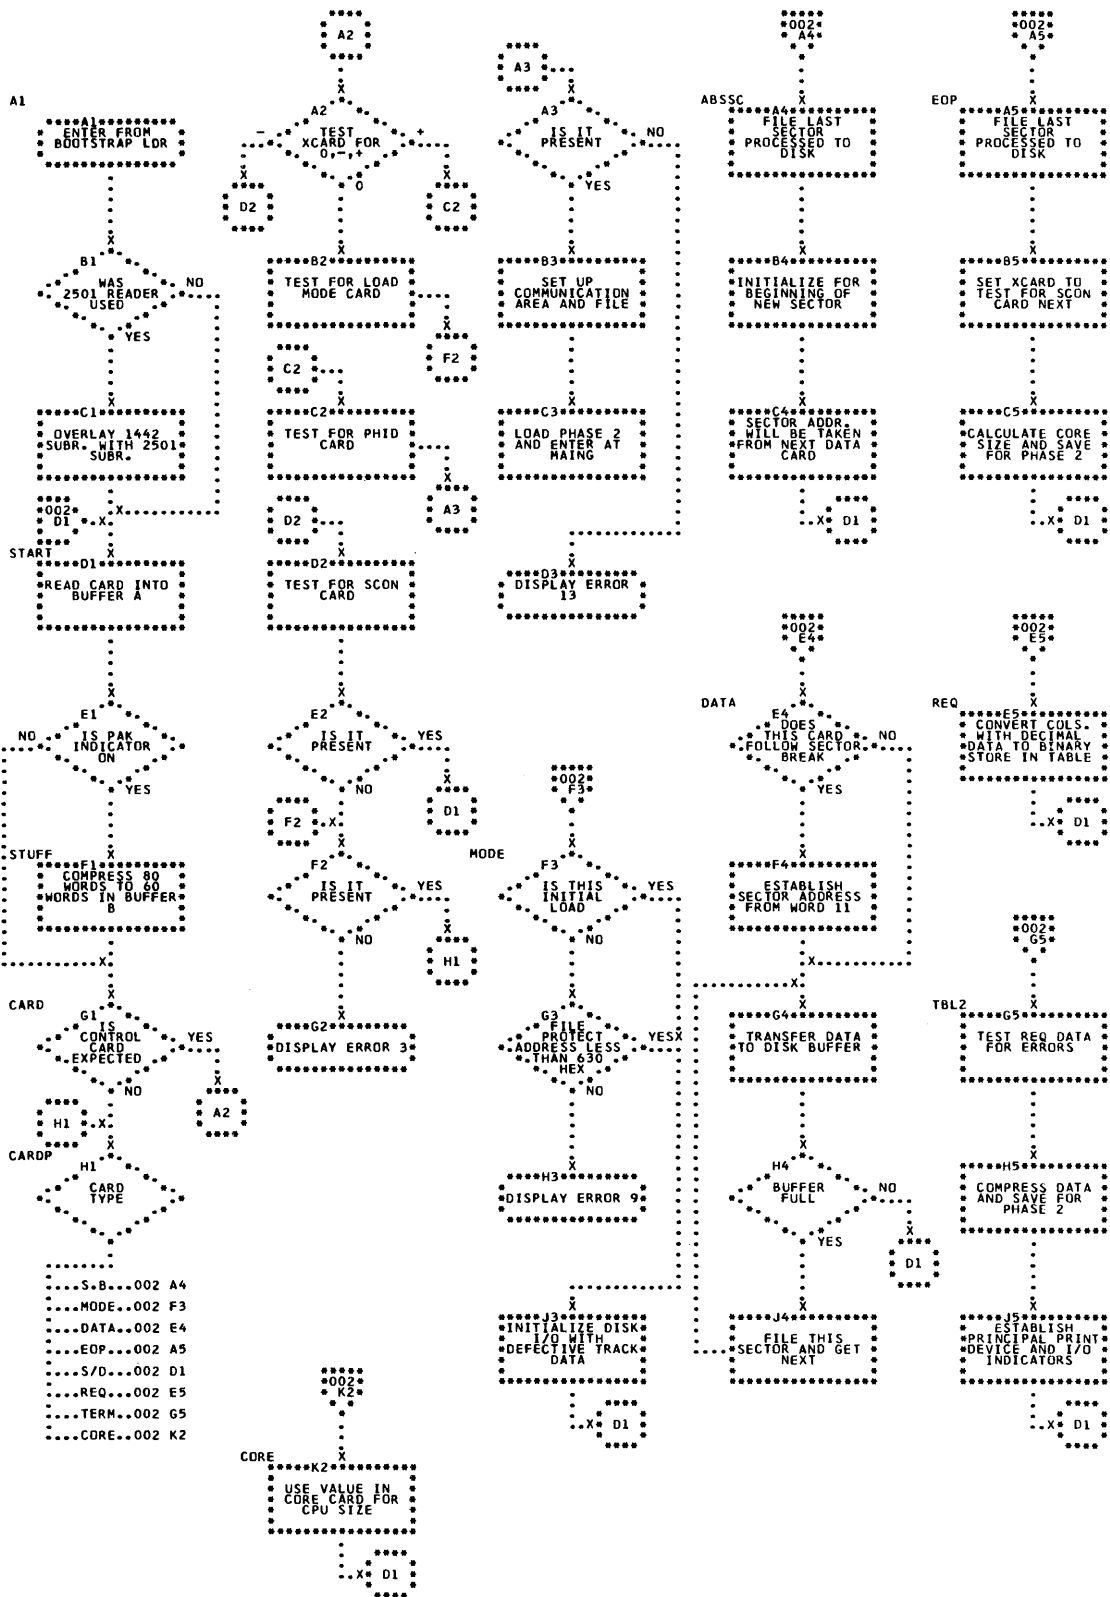 A1
A1
ENTER FROM
BOOTSTRAP LDR
B1
WAS
2501 READER
USED
NO
YES
C1
OVERLAY 1442
SUBR. WITH 2501
SUBR.
002
D1
START
D1
READ CARD INTO
BUFFER A
E1
NO
IS PAK
INDICATOR
ON
YES
STUFF
F1
COMPRESS 80
WORDS TO 60
WORDS IN BUFFER
B
CARD
G1
IS
CONTROL
CARD
EXPECTED
YES
NO
A2
H1
CARDP
H1
CARD
TYPE
S.B...002 A4
MODE..002 F3
DATA..002 E4
EOP...002 A5
S/D...002 D1
REQ...002 E5
TERM..002 G5
CORE..002 K2
A2
A2
TEST
XCARD FOR
0,-,+
-
+
0
D2
C2
B2
TEST FOR LOAD
MODE CARD
F2
C2
C2
TEST FOR PHID
CARD
A3
D2
D2
TEST FOR SCON
CARD
E2
IS IT
PRESENT
YES
NO
D1
F2
F2
IS IT
PRESENT
YES
NO
H1
G2
DISPLAY ERROR 3
002
K2
CORE
K2
USE VALUE IN
CORE CARD FOR
CPU SIZE
D1
A3
A3
IS IT
PRESENT
NO
YES
B3
SET UP
COMMUNICATION
AREA AND FILE
C3
LOAD PHASE 2
AND ENTER AT
MAING
D3
DISPLAY ERROR
13
002
F3
MODE
F3
IS THIS
INITIAL
LOAD
YES
NO
G3
FILE
PROTECT
ADDRESS LESS
THAN 630
HEX
YES
NO
H3
DISPLAY ERROR 9
J3
INITIALIZE DISK
I/O WITH
DEFECTIVE TRACK
DATA
D1
002
A4
ABSSC
A4
FILE LAST
SECTOR
PROCESSED TO
DISK
B4
INITIALIZE FOR
BEGINNING OF
NEW SECTOR
C4
SECTOR ADDR.
WILL BE TAKEN
FROM NEXT DATA
CARD
D1
002
E4
DATA
E4
DOES
THIS CARD
FOLLOW SECTOR
BREAK
NO
YES
F4
ESTABLISH
SECTOR ADDRESS
FROM WORD 11
G4
TRANSFER DATA
TO DISK BUFFER
H4
BUFFER
FULL
NO
YES
D1
J4
FILE THIS
SECTOR AND GET
NEXT
002
A5
EOP
A5
FILE LAST
SECTOR
PROCESSED TO
DISK
B5
SET XCARD TO
TEST FOR SCON
CARD NEXT
C5
CALCULATE CORE
SIZE AND SAVE
FOR PHASE 2
D1
002
E5
REQ
E5
CONVERT COLS.
WITH DECIMAL
DATA TO BINARY
STORE IN TABLE
D1
002
G5
TBL2
G5
TEST REQ DATA
FOR ERRORS
H5
COMPRESS DATA
AND SAVE FOR
PHASE 2
J5
ESTABLISH
PRINCIPAL PRINT
DEVICE AND I/O
INDICATORS
D1